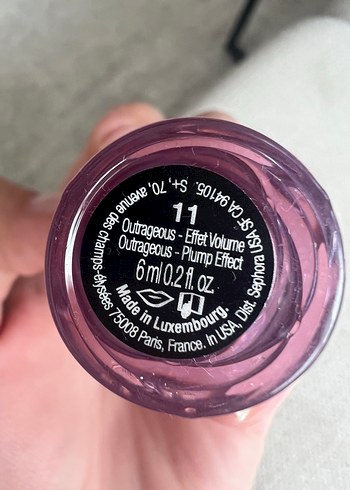 11
Outrageous - Effet Volume
Outrageous - Plump Effect
6 ml/0.2 fl. oz.
Made in Luxembourg.
S+, 70, avenue des champs-élysées 75008 Paris, France. In USA, Dist. Sephora USA SF CA 94105.